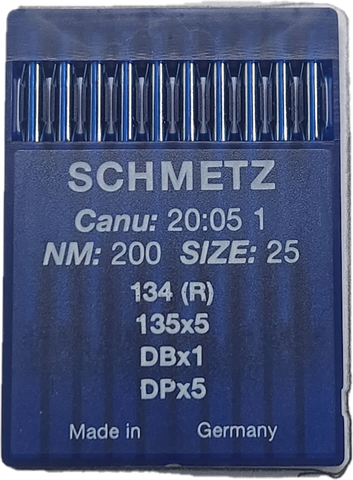 SCHMETZ
Canu: 20:05 1
NM: 200 SIZE: 25
134 (R)
135x5
DBx1
DPx5
Made in Germany